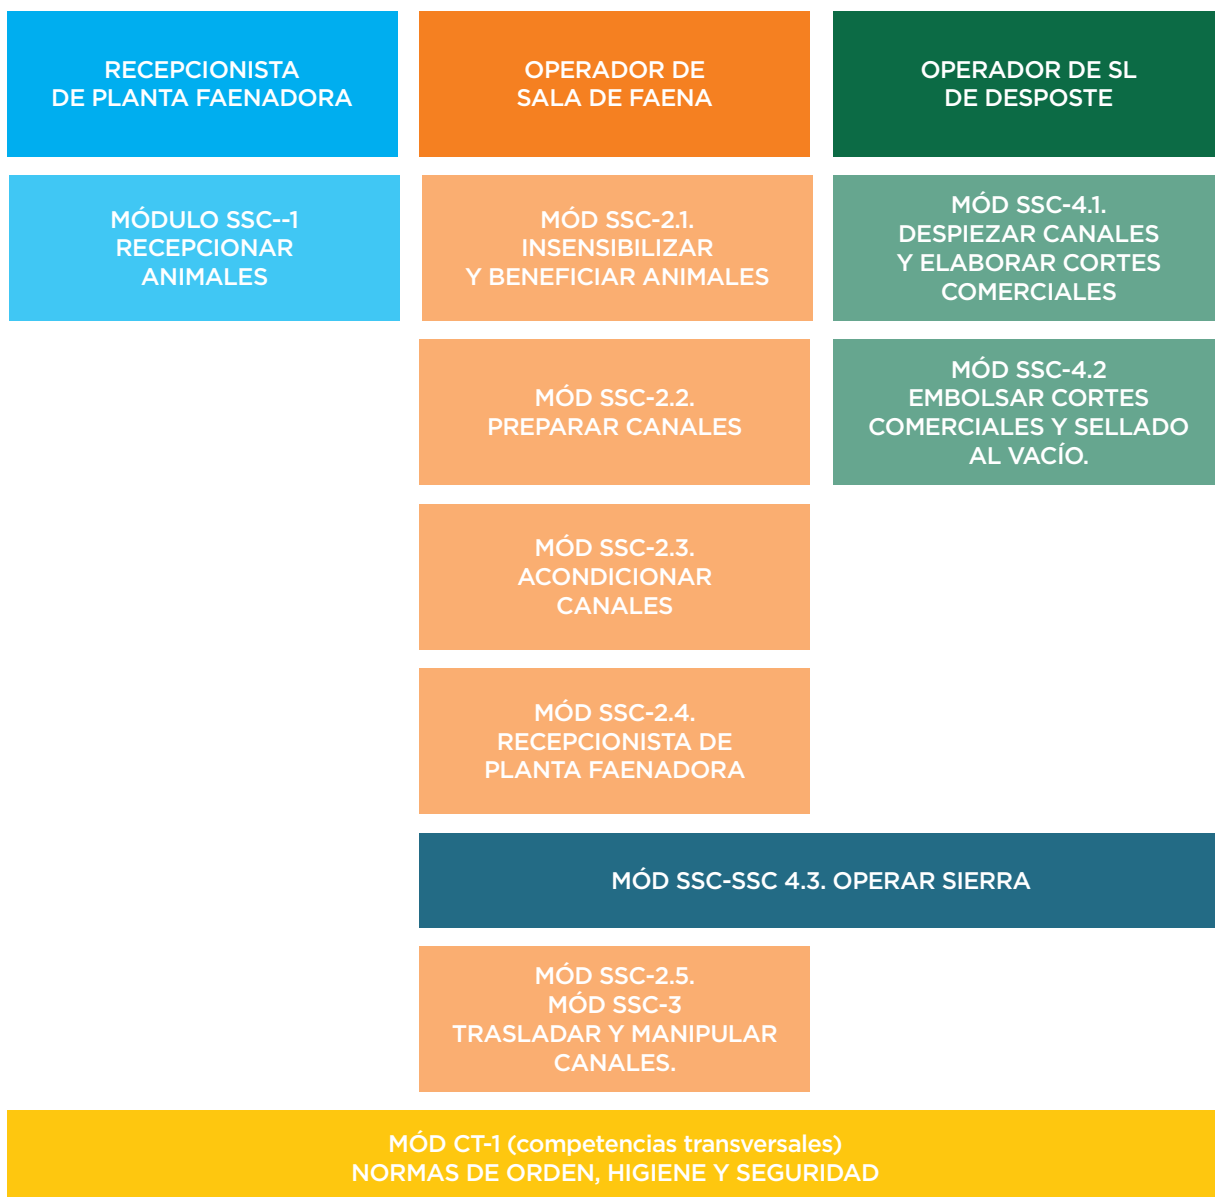 RECEPCIONISTA
DE PLANTA FAENADORA
OPERADOR DE
SALA DE FAENA
OPERADOR DE SL
DE DESPOSTE
MÓDULO SSC--1
RECEPCIONAR
ANIMALES
MÓD SSC-2.1.
INSENSIBILIZAR
Y BENEFICIAR ANIMALES
MÓD SSC-4.1.
DESPIEZAR CANALES
Y ELABORAR CORTES
COMERCIALES
MÓD SSC-2.2.
PREPARAR CANALES
MÓD SSC-4.2
EMBOLSAR CORTES
COMERCIALES Y SELLADO
AL VACÍO.
MÓD SSC-2.3.
ACONDICIONAR
CANALES
MÓD SSC-2.4.
RECEPCIONISTA DE
PLANTA FAENADORA
MÓD SSC-SSC 4.3. OPERAR SIERRA
MÓD SSC-2.5.
MÓD SSC-3
TRASLADAR Y MANIPULAR
CANALES.
MÓD CT-1 (competencias transversales)
NORMAS DE ORDEN, HIGIENE Y SEGURIDAD